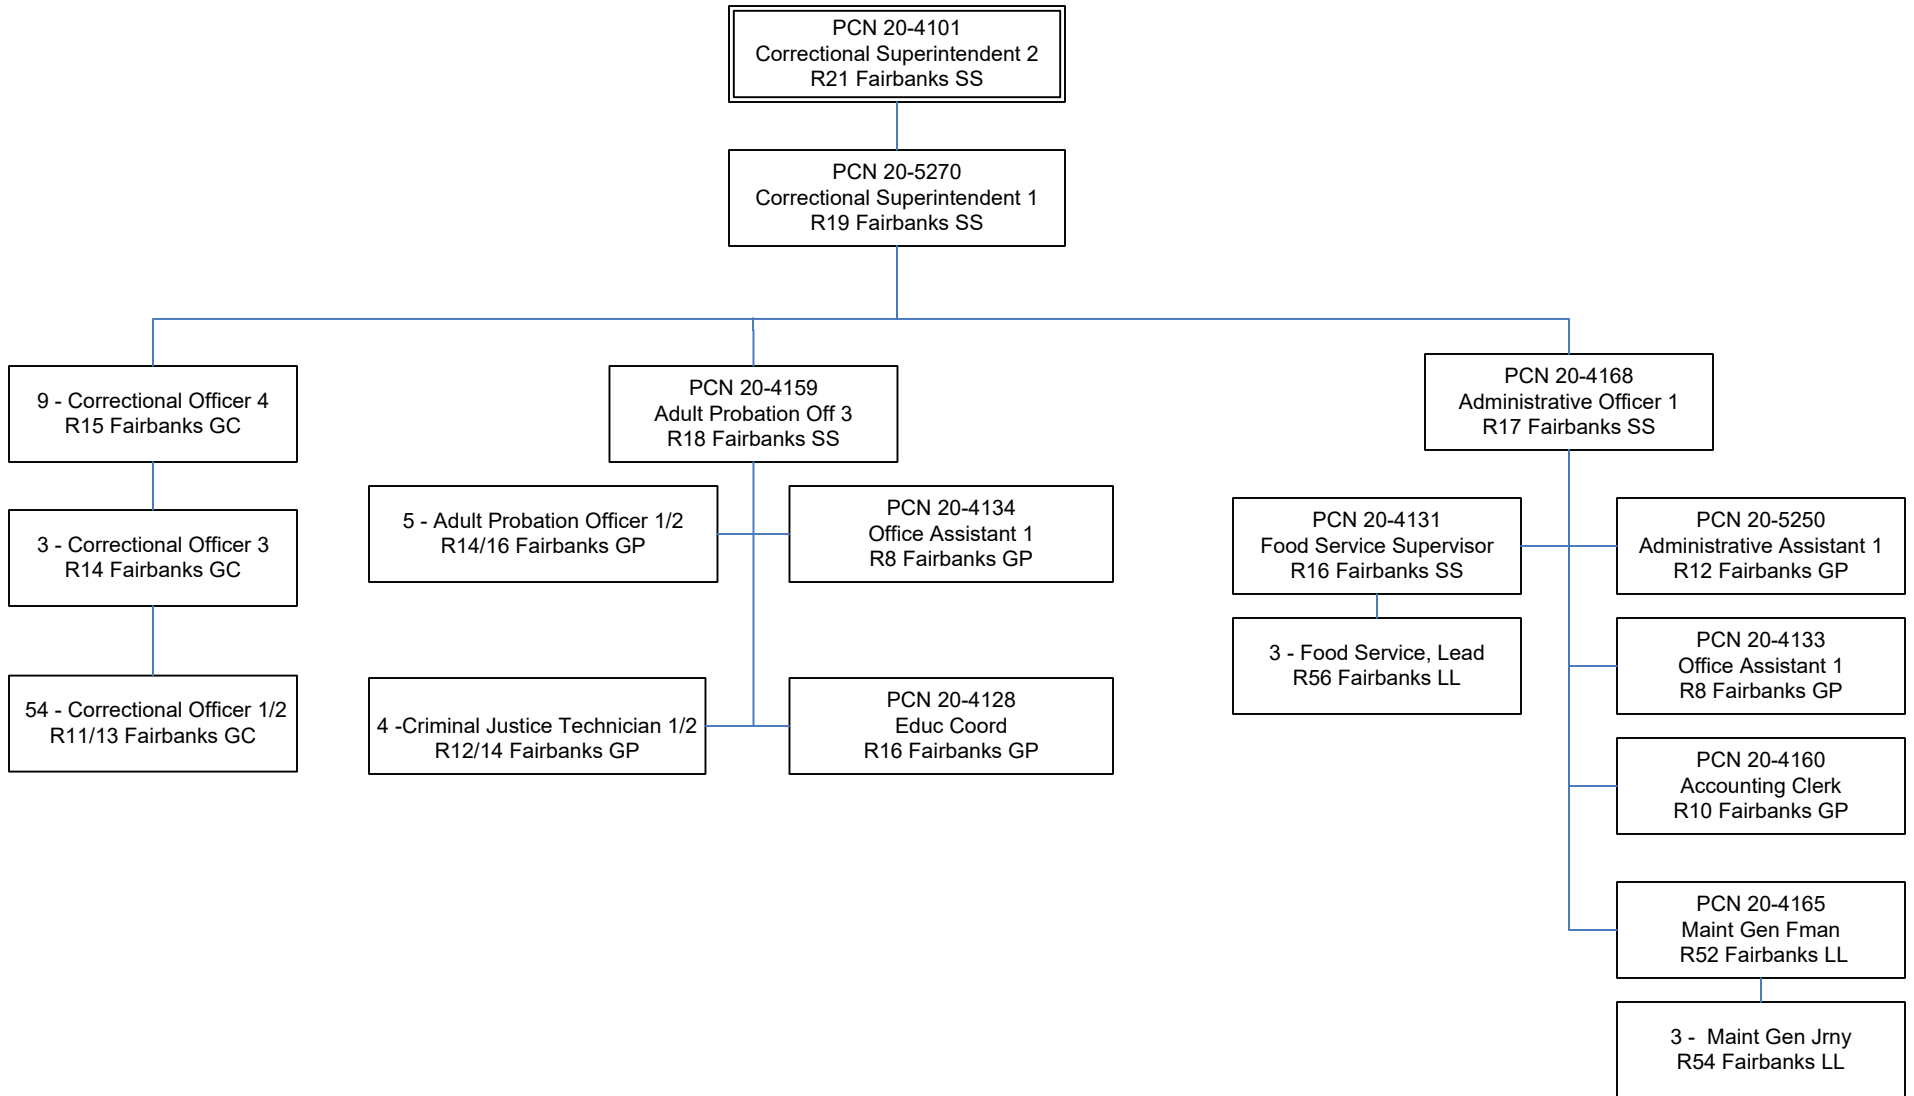 PCN 20-4101
Correctional Superintendent 2
R21 Fairbanks SS
PCN 20-5270
Correctional Superintendent 1
R19 Fairbanks SS
9 - Correctional Officer 4
R15 Fairbanks GC
3 - Correctional Officer 3
R14 Fairbanks GC
54 - Correctional Officer 1/2
R11/13 Fairbanks GC
PCN 20-4159
Adult Probation Off 3
R18 Fairbanks SS
5 - Adult Probation Officer 1/2
R14/16 Fairbanks GP
PCN 20-4134
Office Assistant 1
R8 Fairbanks GP
4 -Criminal Justice Technician 1/2
R12/14 Fairbanks GP
PCN 20-4128
Educ Coord
R16 Fairbanks GP
PCN 20-4168
Administrative Officer 1
R17 Fairbanks SS
PCN 20-4131
Food Service Supervisor
R16 Fairbanks SS
3 - Food Service, Lead
R56 Fairbanks LL
PCN 20-5250
Administrative Assistant 1
R12 Fairbanks GP
PCN 20-4133
Office Assistant 1
R8 Fairbanks GP
PCN 20-4160
Accounting Clerk
R10 Fairbanks GP
PCN 20-4165
Maint Gen Fman
R52 Fairbanks LL
3 -  Maint Gen Jrny
R54 Fairbanks LL